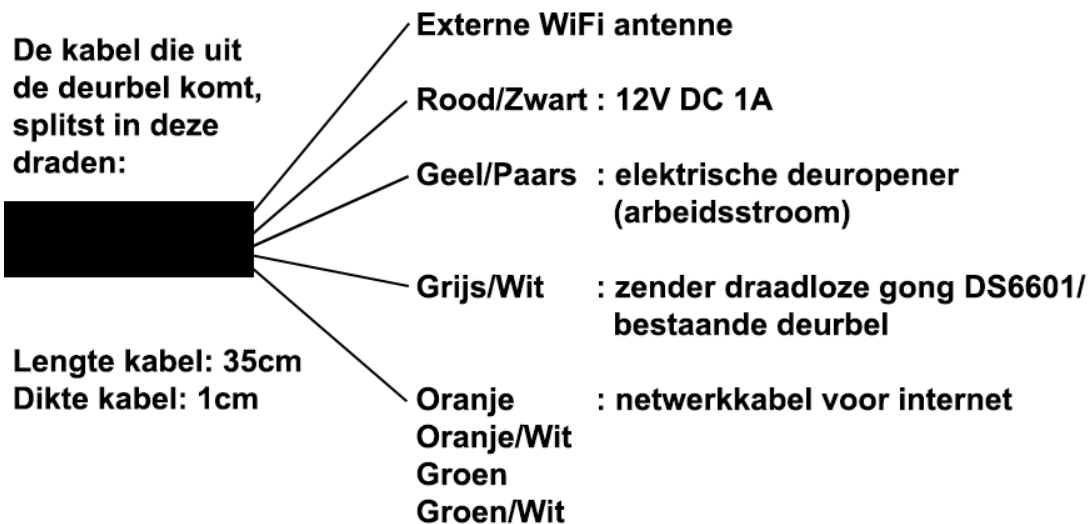 De kabel die uit
de deurbel komt,
splitst in deze
draden:
Externe WiFi antenne
Rood/Zwart : 12V DC 1A
Geel/Paars : elektrische deuropener
(arbeidsstroom)
Grijs/Wit : zender draadloze gong DS6601/
bestaande deurbel
Lengte kabel: 35cm
Dikte kabel: 1cm
Oranje : netwerkkabel voor internet
Oranje/Wit
Groen
Groen/Wit